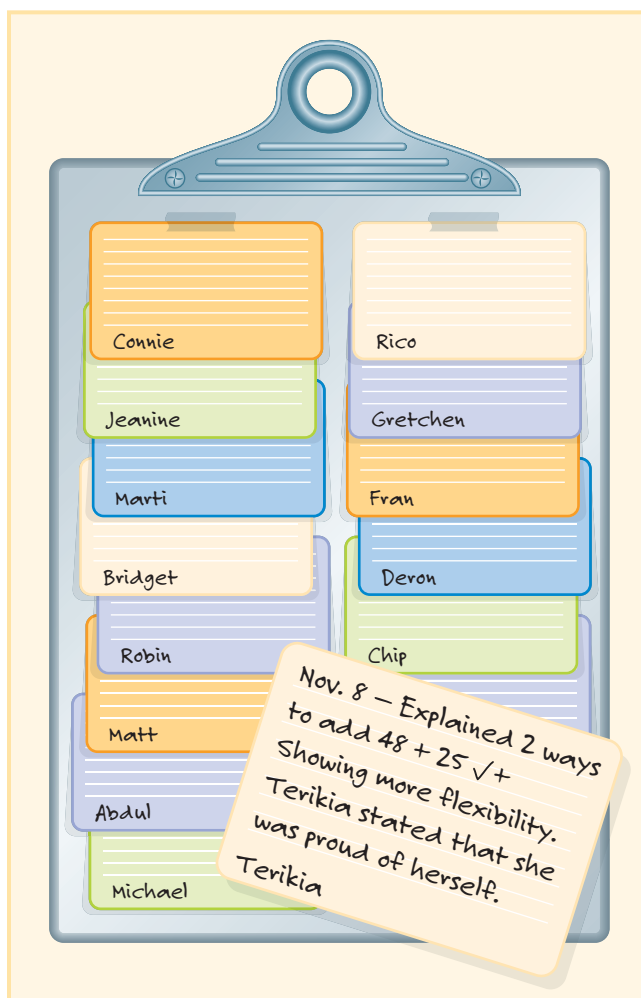 Connie
Jeanine
Marti
Bridget
Robin
Matt
Abdul
Michael
Rico
Gretchen
Fran
Deron
Chip
Nov. 8 – Explained 2 ways
to add 48 + 25 ✓+
Showing more flexibility.
Terikia stated that she
was proud of herself.
Terikia